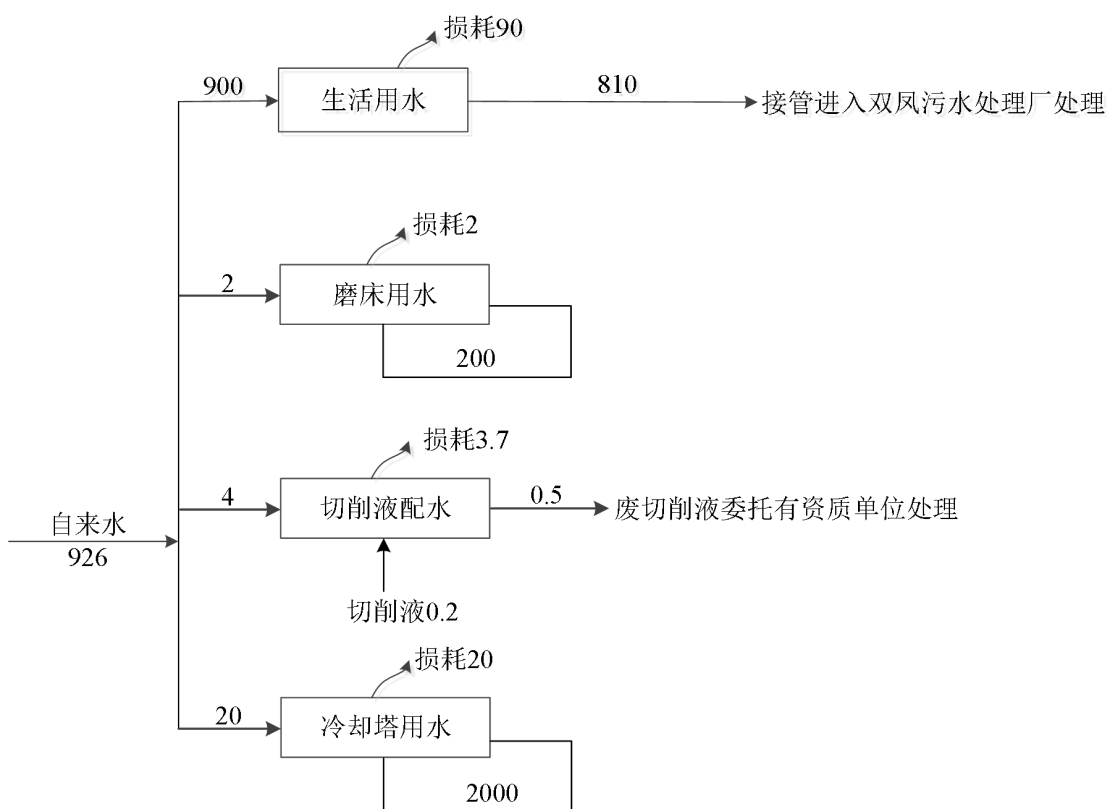 损耗90
900
生活用水
810
接管进入双凤污水处理厂处理
损耗2
2
磨床用水
200
损耗3.7
4
切削液配水
0.5
废切削液委托有资质单位处理
自来水
926
切削液0.2
损耗20
20
冷却塔用水
2000